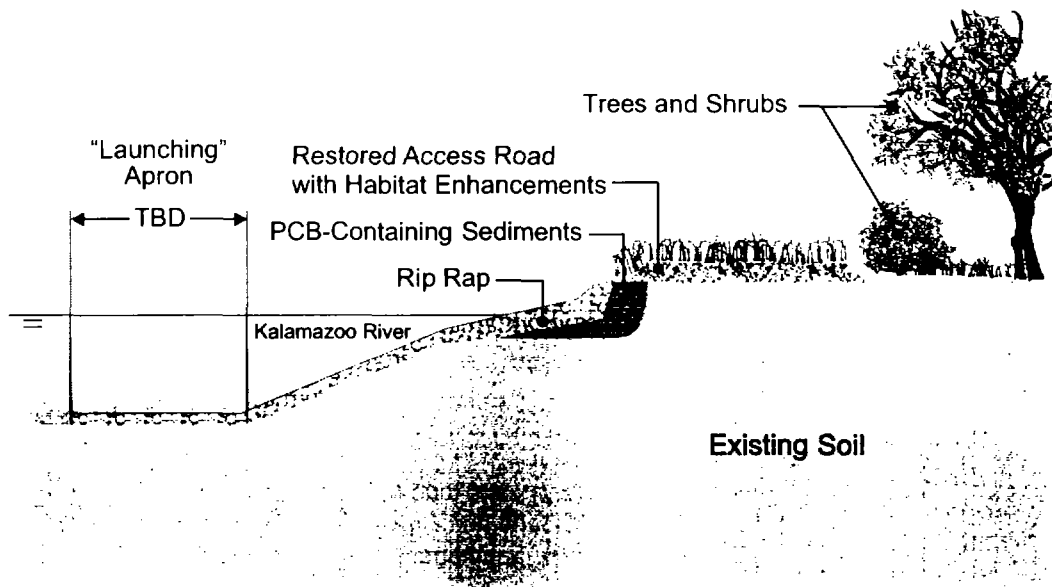 Trees and Shrubs
"Launching"
Apron
TBD
Restored Access Road
with Habitat Enhancements
PCB-Containing Sediments
Rip Rap
Kalamazoo River
Existing Soil